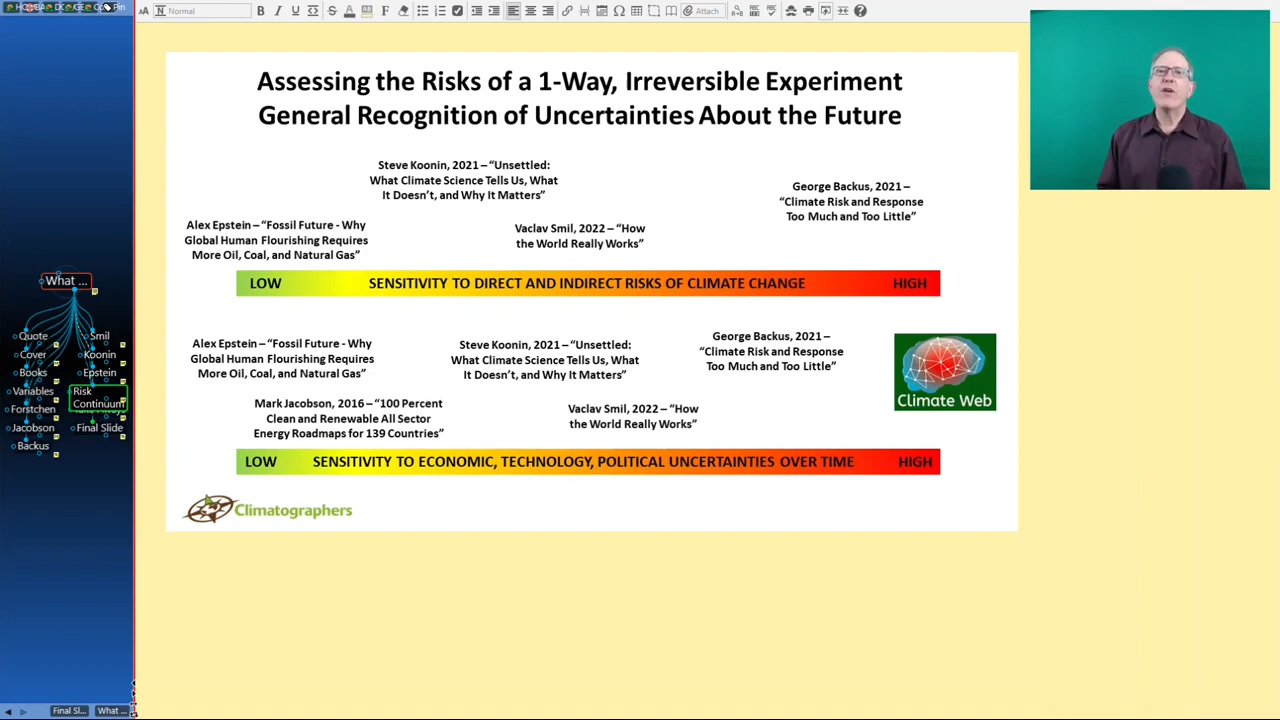 Normal
Attach
Assessing the Risks of a 1-Way, Irreversible Experiment
General Recognition of Uncertainties About the Future
Steve Koonin, 2021 – “Unsettled:
What Climate Science Tells Us, What
It Doesn’t, and Why It Matters”
George Backus, 2021 –
“Climate Risk and Response
Too Much and Too Little”
Alex Epstein – “Fossil Future - Why
Global Human Flourishing Requires
More Oil, Coal, and Natural Gas”
Vaclav Smil, 2022 – “How
the World Really Works”
LOW SENSITIVITY TO DIRECT AND INDIRECT RISKS OF CLIMATE CHANGE HIGH
Alex Epstein – “Fossil Future - Why
Global Human Flourishing Requires
More Oil, Coal, and Natural Gas”
Steve Koonin, 2021 – “Unsettled:
What Climate Science Tells Us, What
It Doesn’t, and Why It Matters”
George Backus, 2021 –
“Climate Risk and Response
Too Much and Too Little”
Climate Web
Mark Jacobson, 2016 – “100 Percent
Clean and Renewable All Sector
Energy Roadmaps for 139 Countries”
Vaclav Smil, 2022 – “How
the World Really Works”
LOW SENSITIVITY TO ECONOMIC, TECHNOLOGY, POLITICAL UNCERTAINTIES OVER TIME HIGH
Climatographers
What ...
Quote
Cover
Books
Variables
Forstchen
Jacobson
Backus
Smil
Koonin
Epstein
Risk
Continuum
Final Slide
Final Sl...
What ...